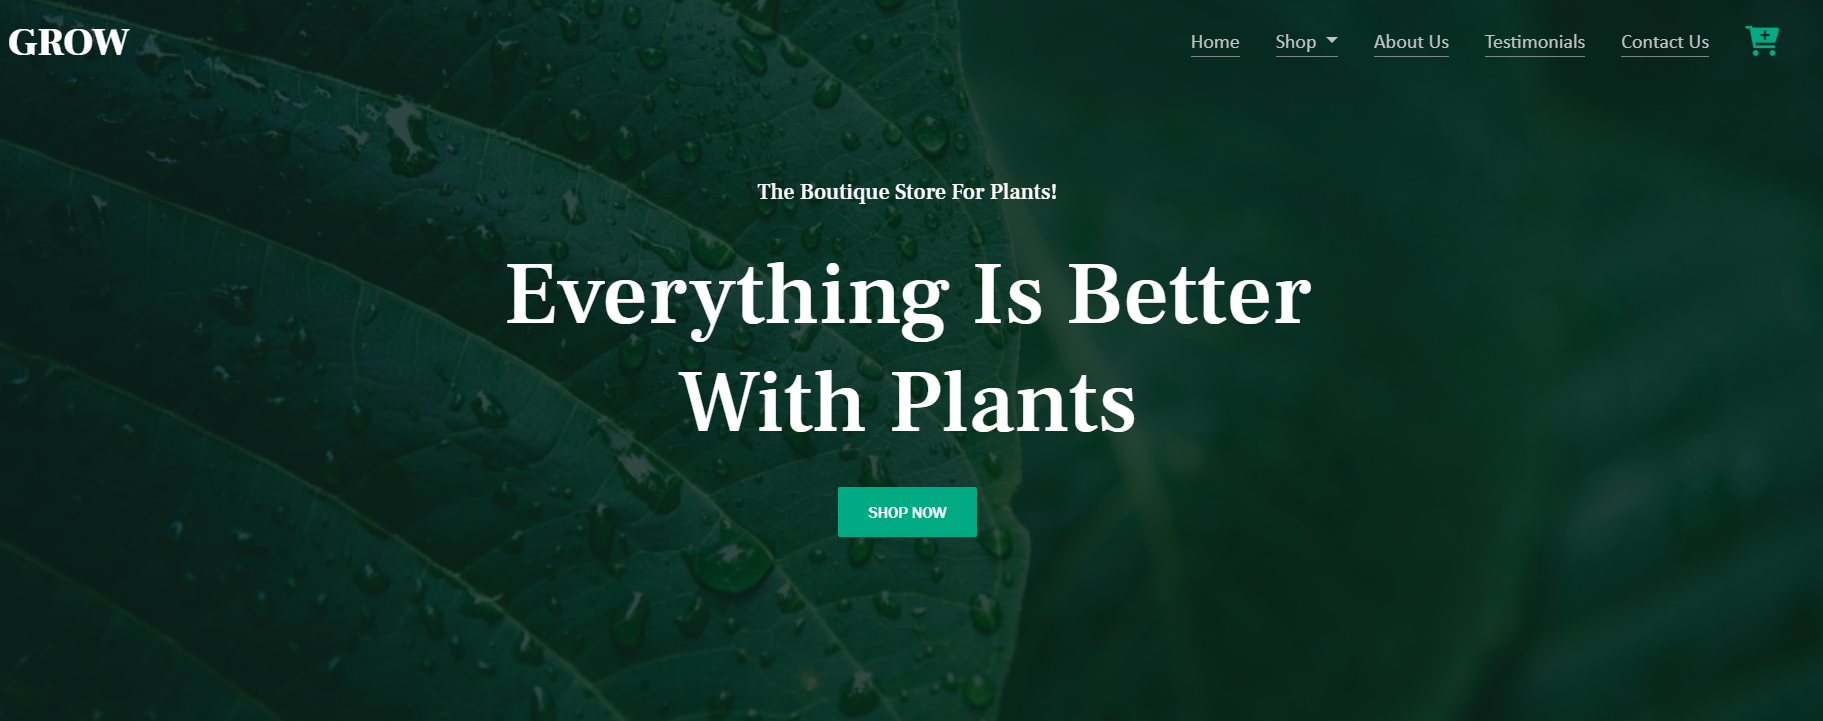 GROW
Home Shop About Us Testimonials Contact Us
The Boutique Store For Plants!
Everything Is Better
With Plants
SHOP NOW